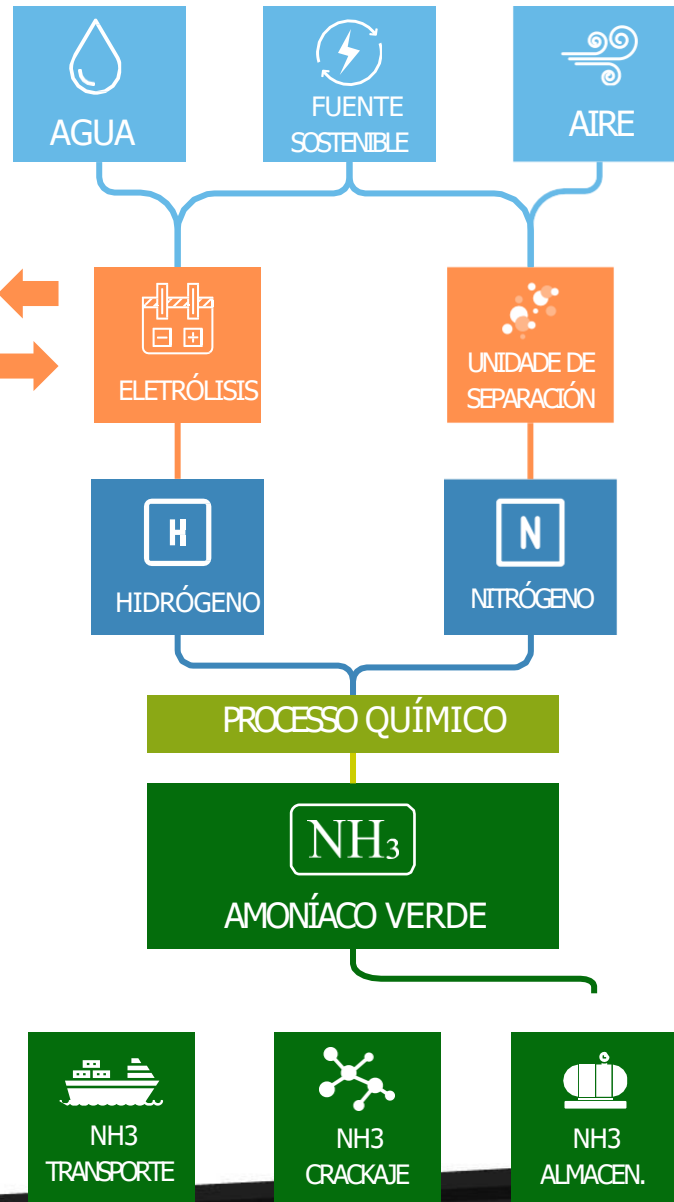 AGUA
FUENTE
SOSTENIBLE
AIRE
ELETRÓLISIS
UNIDADE DE
SEPARACIÓN
H
HIDRÓGENO
N
NITRÓGENO
PROCESSO QUÍMICO
NH₃
AMONÍACO VERDE
NH3
TRANSPORTE
NH3
CRACKAJE
NH3
ALMACEN.